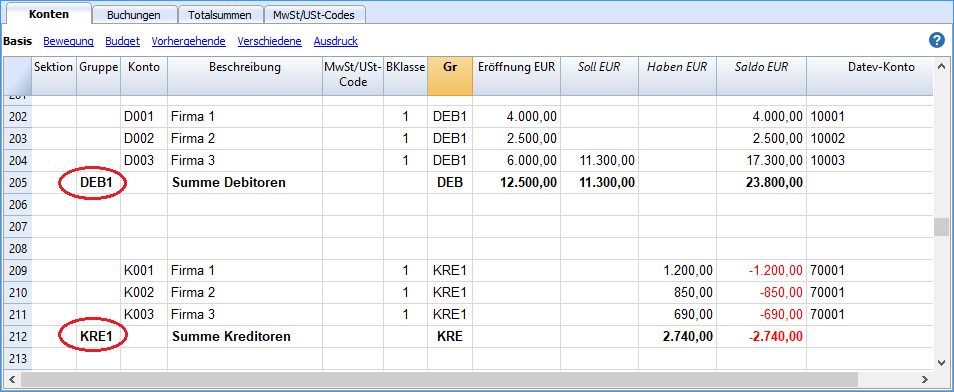 Konten Buchungen Totalsummen MwSt/USt-Codes
Basis Bewegung Budget Vorhergehende Verschiedene Ausdruck ?
Sektion Gruppe Konto Beschreibung MwSt/USt-Code BKlasse Gr Eröffnung EUR Soll EUR Haben EUR Saldo EUR Datev-Konto
201
202 D001 Firma 1 1 DEB1 4.000,00 4.000,00 10001
203 D002 Firma 2 1 DEB1 2.500,00 2.500,00 10002
204 D003 Firma 3 1 DEB1 6.000,00 11.300,00 17.300,00 10003
205 DEB1 Summe Debitoren DEB 12.500,00 11.300,00 23.800,00
206
207
208
209 K001 Firma 1 1 KRE1 1.200,00 -1.200,00 70001
210 K002 Firma 2 1 KRE1 850,00 -850,00 70001
211 K003 Firma 3 1 KRE1 690,00 -690,00 70001
212 KRE1 Summe Kreditoren KRE 2.740,00 -2.740,00
213